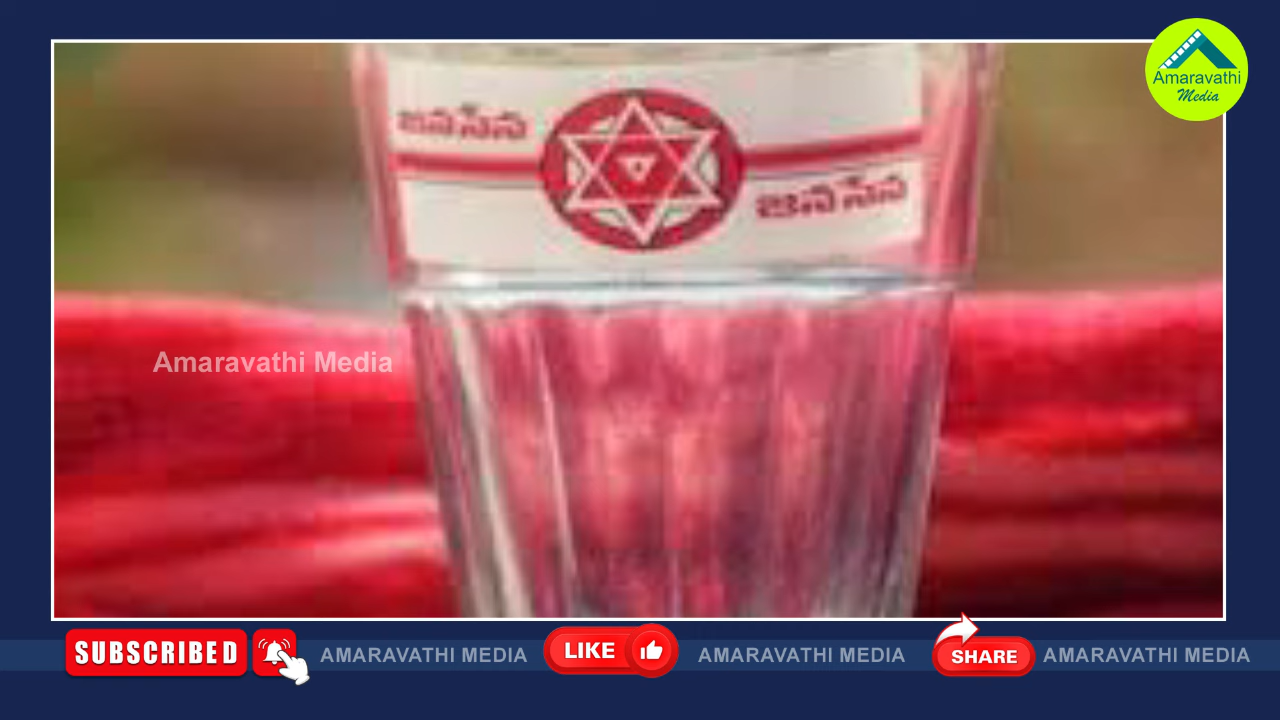 Amaravathi
Media
జనసేన
జనసేన
Amaravathi Media
SUBSCRIBED
AMARAVATHI MEDIA
LIKE
AMARAVATHI MEDIA
SHARE
AMARAVATHI MEDIA